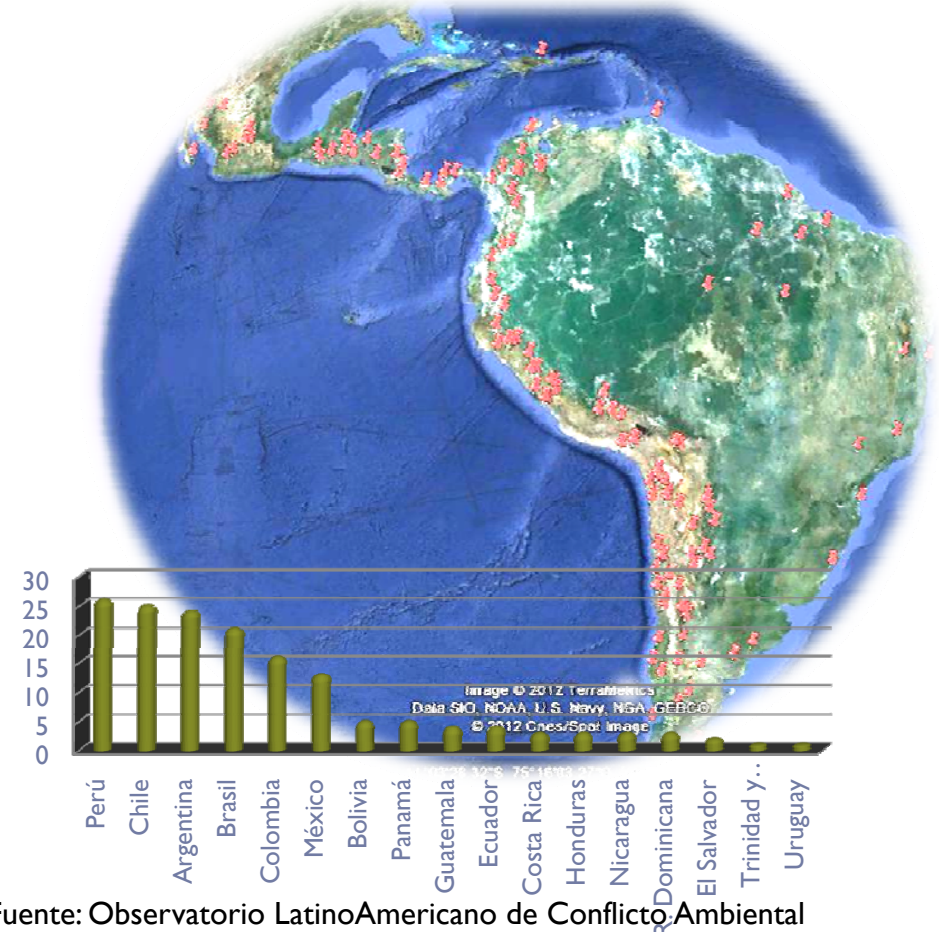 Image © 2012 TerraMetrics
Data SIO, NOAA, U.S. Navy, NGA, GEBCO
© 2012 Cnes/Spot Image
30
25
20
15
10
5
0
Perú
Chile
Argentina
Brasil
Colombia
México
Bolivia
Panamá
Guatemala
Ecuador
Costa Rica
Honduras
Nicaragua
R. Dominicana
El Salvador
Trinidad y..
Uruguay
Fuente: Observatorio LatinoAmericano de Conflicto Ambiental